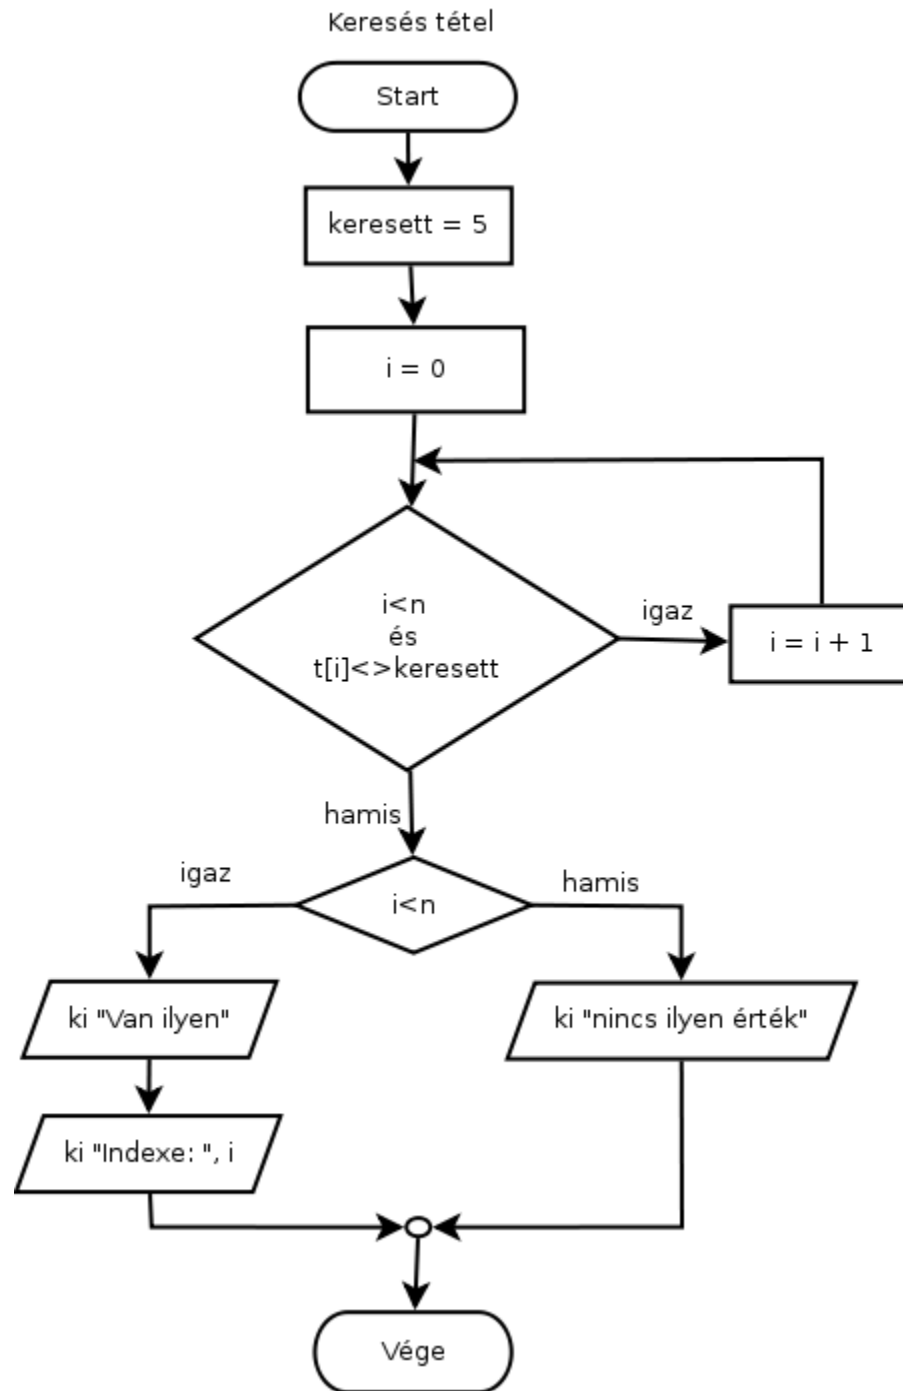 Keresés tétel
Start
keresett = 5
i = 0
i<n
és
t[i]<>keresett
igaz
i = i + 1
hamis
igaz
i<n
hamis
ki "Van ilyen"
ki "nincs ilyen érték"
ki "Indexe: ", i
Vége